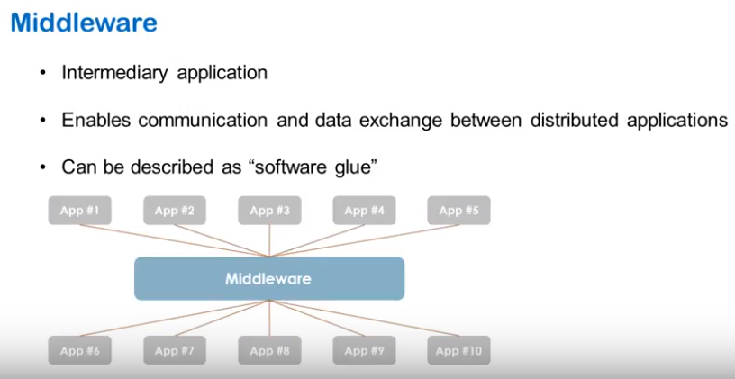 Middleware
• Intermediary application
• Enables communication and data exchange between distributed applications
• Can be described as “software glue”
App #1 App #2 App #3 App #4 App #5
Middleware
App #6 App #7 App #8 App #9 App #10